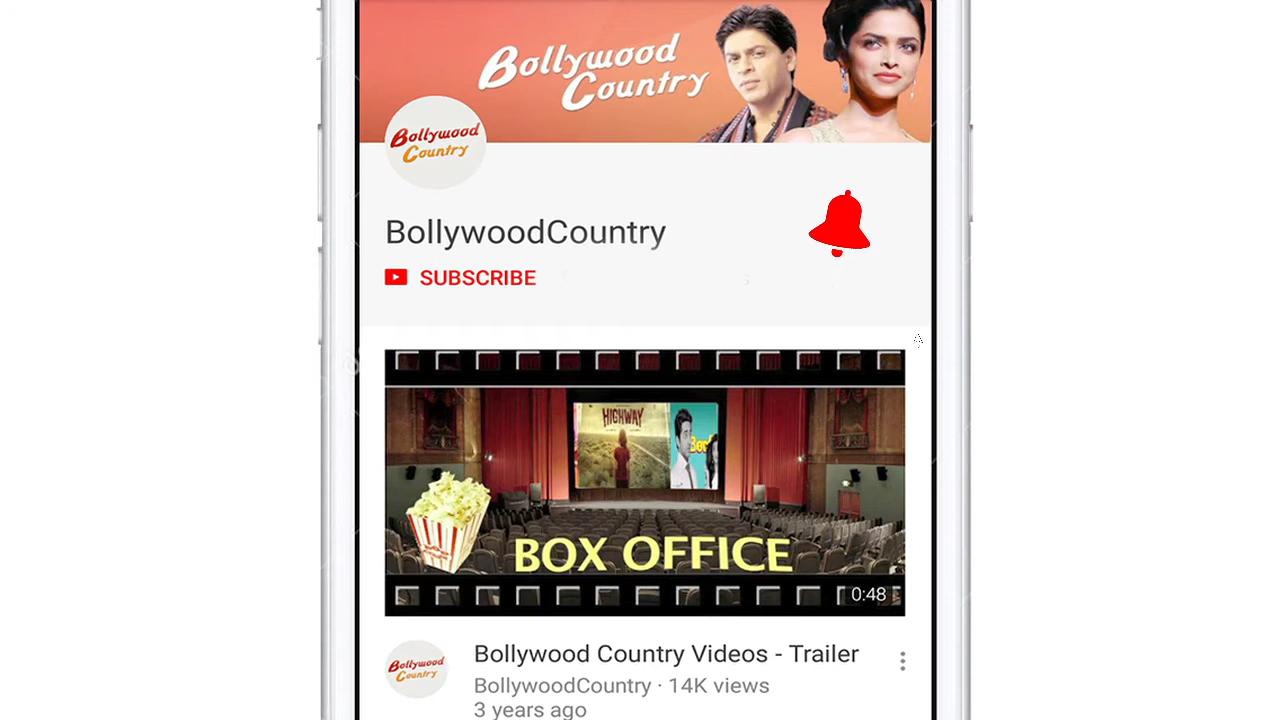 Bollywood
Country
Bollywood
Country
BollywoodCountry
SUBSCRIBE
HIGHWAY
BOX OFFICE
0:48
Bollywood
Country
Bollywood Country Videos - Trailer
BollywoodCountry · 14K views
3 years ago